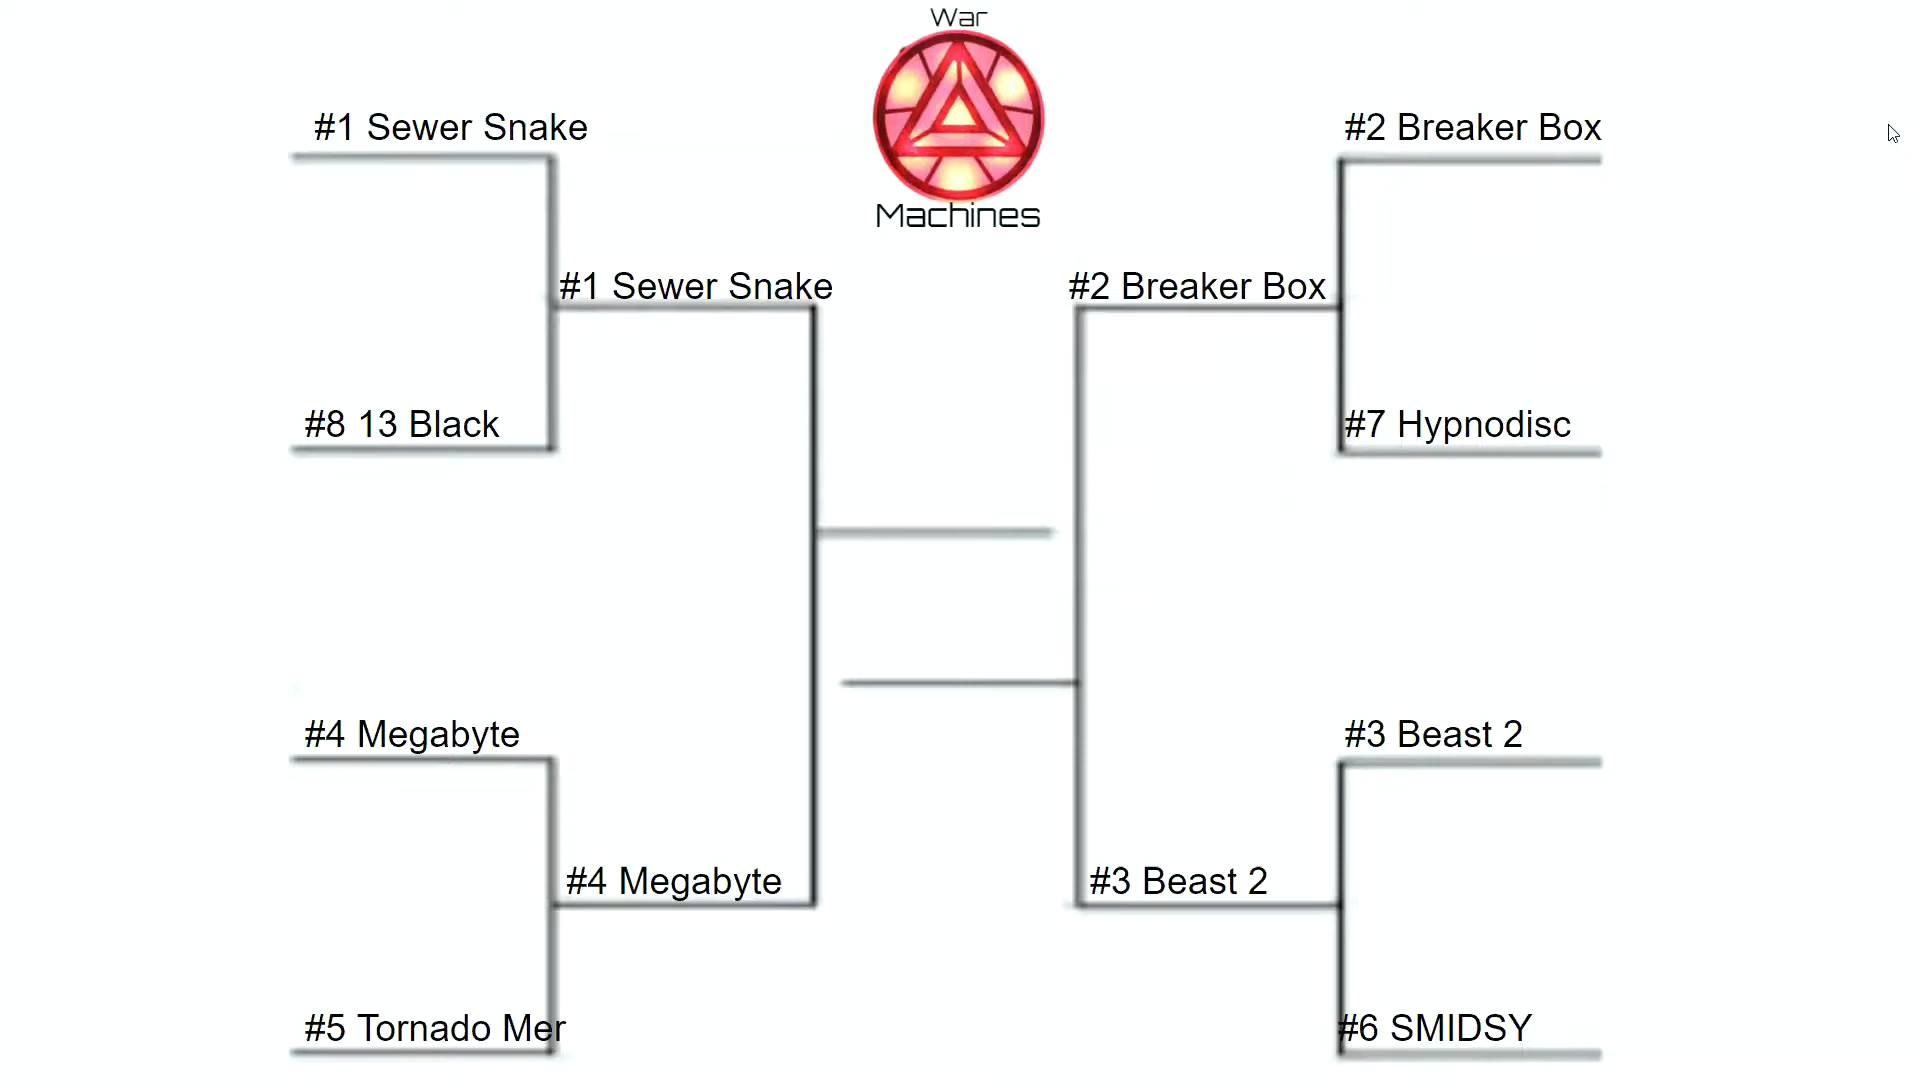 War
Machines
#1 Sewer Snake
#2 Breaker Box
#1 Sewer Snake
#2 Breaker Box
#8 13 Black
#7 Hypnodisc
#4 Megabyte
#3 Beast 2
#4 Megabyte
#3 Beast 2
#5 Tornado Mer
#6 SMIDSY